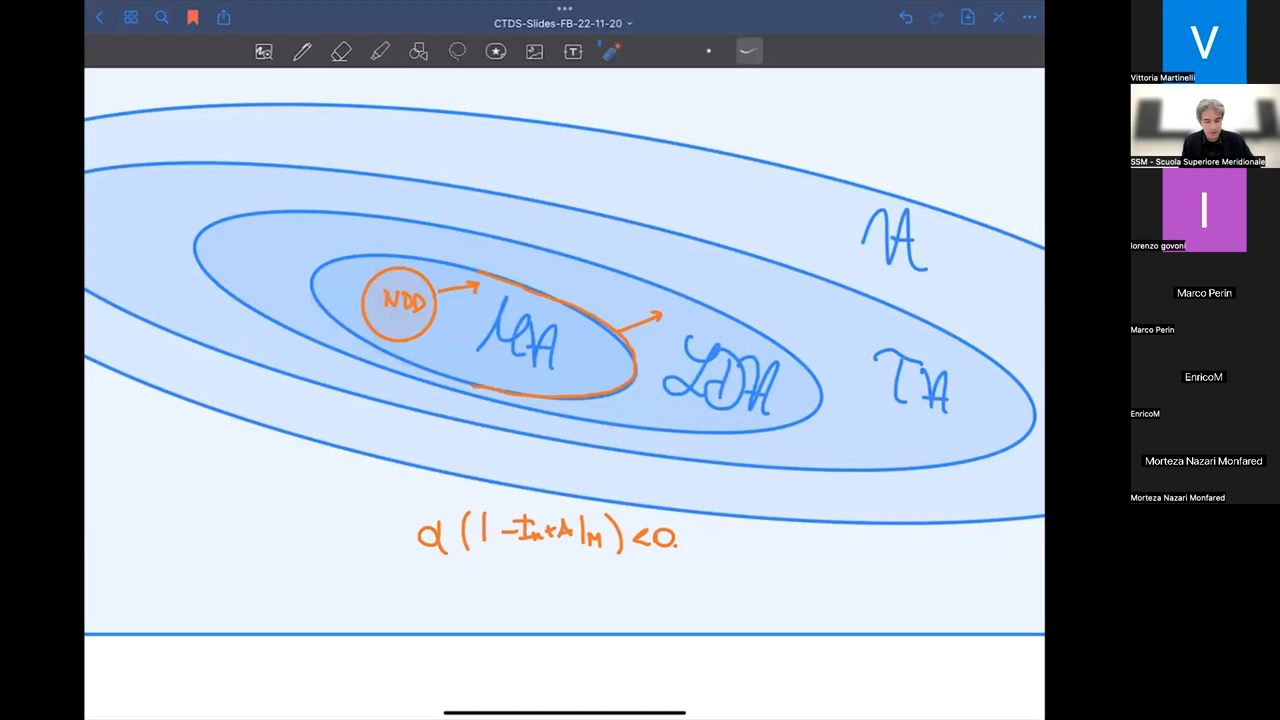 CTDS-Slides-FB-22-11-20
V
Vittoria Martinelli
SSM - Scuola Superiore Meridionale
I
lorenzo govoni
Marco Perin
Marco Perin
EnricoM
EnricoM
Morteza Nazari Monfared
Morteza Nazari Monfared
NDD
LDA
TA
α(|-In+A|M) <0.